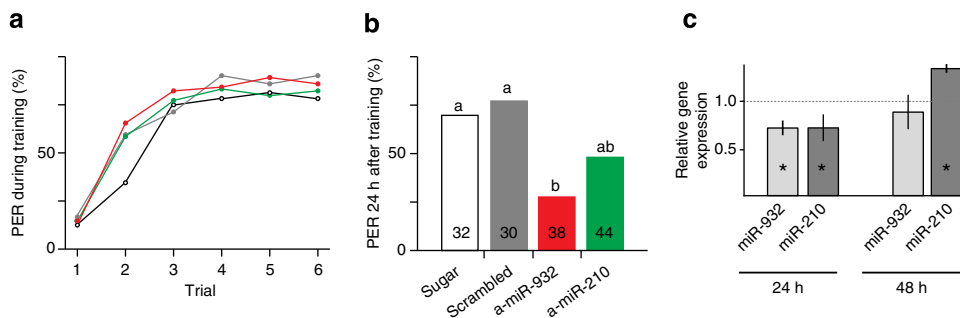 a
PER during training (%)
50
0
1 2 3 4 5 6
Trial
b
PER 24 h after training (%)
50
0
a a b ab
32 30 38 44
Sugar Scrambled a-miR-932 a-miR-210
c
Relative gene
expression
1.0
0.5
* * *
miR-932 miR-210 miR-932 miR-210
24 h 48 h